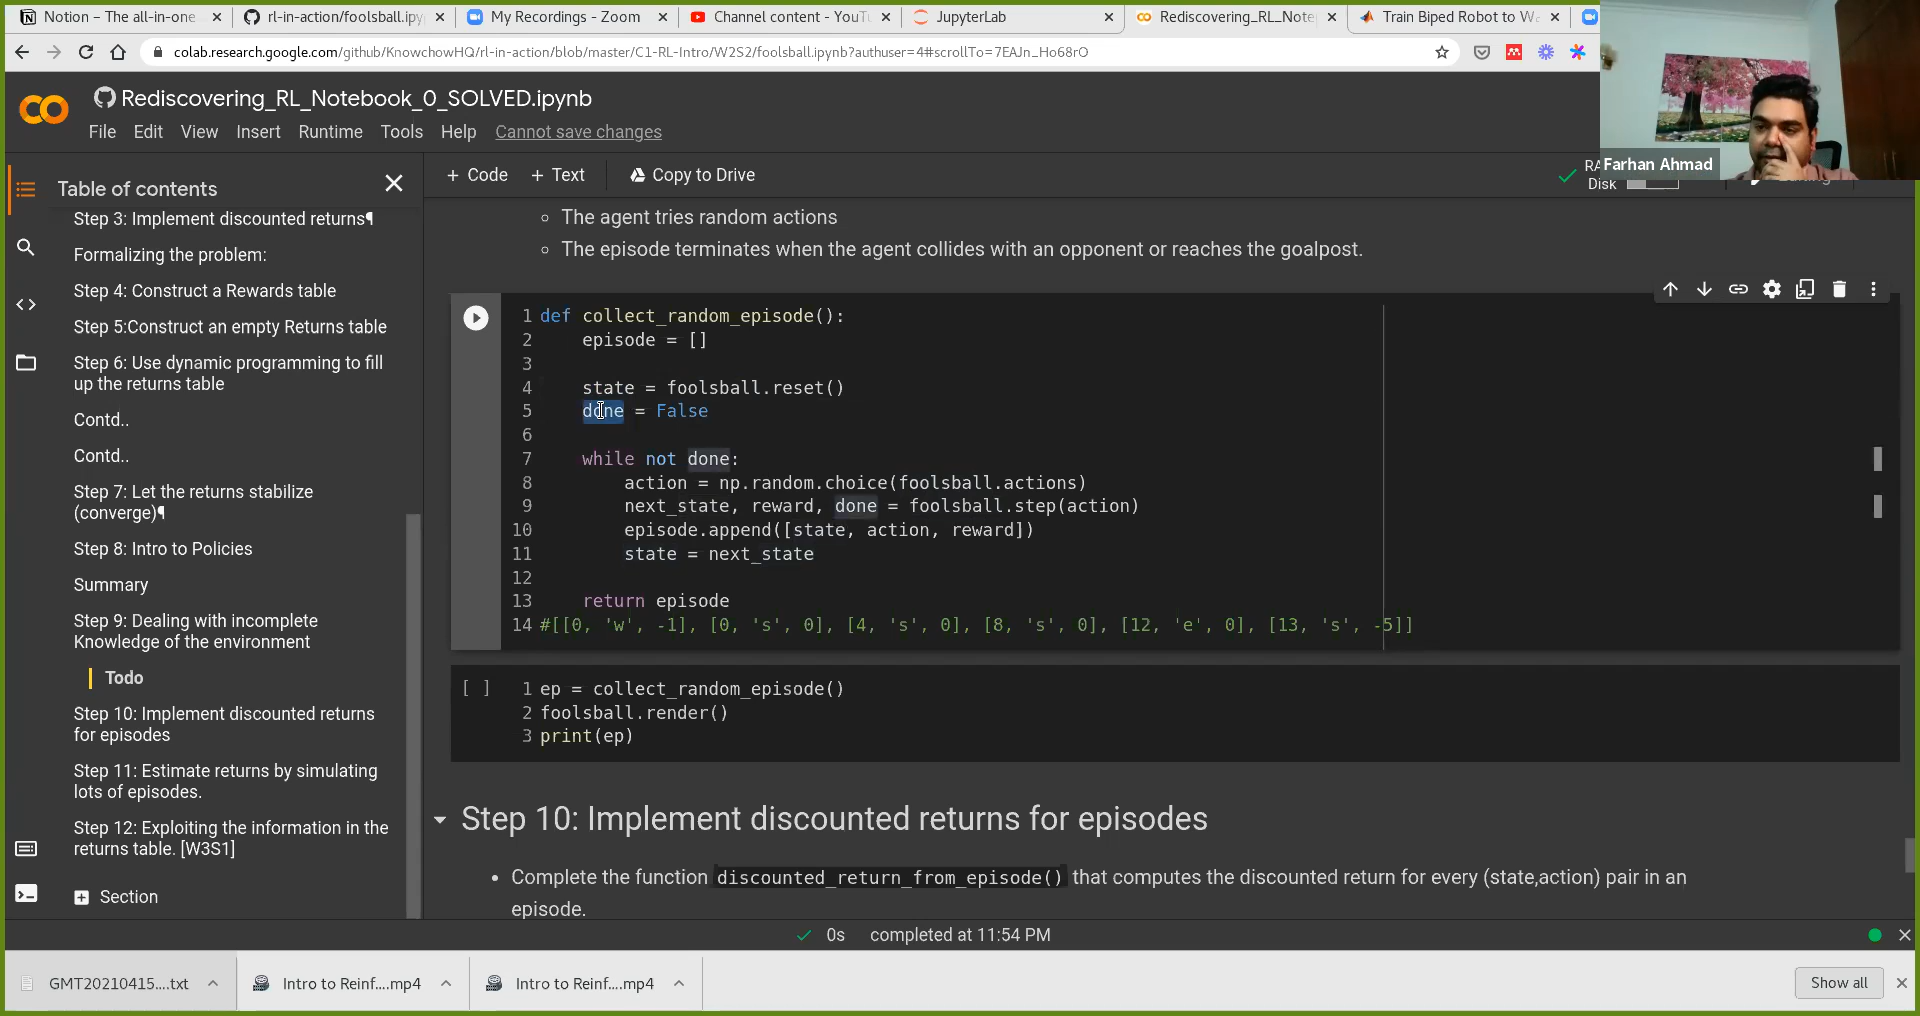 Notion – The all-in-one
rl-in-action/foolsball.ipy
My Recordings - Zoom
Channel content - YouT
JupyterLab
Rediscovering_RL_Note
Train Biped Robot to Wa
colab.research.google.com/github/KnowchowHQ/rl-in-action/blob/master/C1-RL-Intro/W2S2/foolsball.ipynb?authuser=4#scrollTo=7EAJn_Ho68rO
Rediscovering_RL_Notebook_0_SOLVED.ipynb
File Edit View Insert Runtime Tools Help Cannot save changes
Farhan Ahmad
Table of contents
+ Code + Text Copy to Drive
Disk
Step 3: Implement discounted returns¶
Formalizing the problem:
Step 4: Construct a Rewards table
Step 5:Construct an empty Returns table
Step 6: Use dynamic programming to fill
up the returns table
Contd..
Contd..
Step 7: Let the returns stabilize
(converge)¶
Step 8: Intro to Policies
Summary
Step 9: Dealing with incomplete
Knowledge of the environment
Todo
Step 10: Implement discounted returns
for episodes
Step 11: Estimate returns by simulating
lots of episodes.
Step 12: Exploiting the information in the
returns table. [W3S1]
Section
The agent tries random actions
The episode terminates when the agent collides with an opponent or reaches the goalpost.
1 def collect_random_episode():
2 episode = []
3
4 state = foolsball.reset()
5 done = False
6
7 while not done:
8 action = np.random.choice(foolsball.actions)
9 next_state, reward, done = foolsball.step(action)
10 episode.append([state, action, reward])
11 state = next_state
12
13 return episode
14 #[[0, 'w', -1], [0, 's', 0], [4, 's', 0], [8, 's', 0], [12, 'e', 0], [13, 's', -5]]
[ ] 1 ep = collect_random_episode()
2 foolsball.render()
3 print(ep)
Step 10: Implement discounted returns for episodes
Complete the function discounted_return_from_episode() that computes the discounted return for every (state,action) pair in an
episode.
0s completed at 11:54 PM
GMT20210415....txt
Intro to Reinf....mp4
Intro to Reinf....mp4
Show all